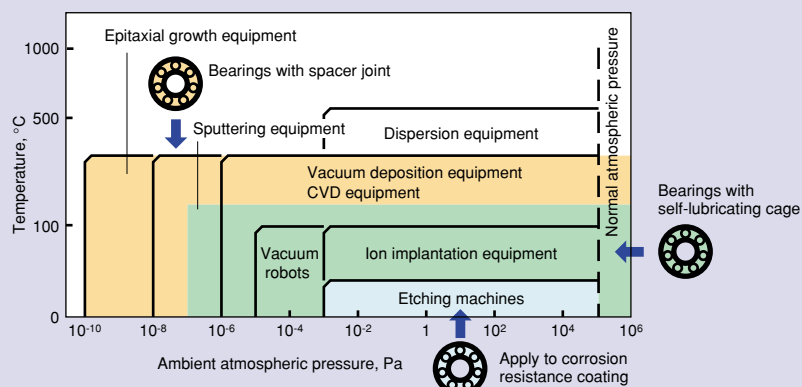 Epitaxial growth equipment
1000
Bearings with spacer joint
500
Sputtering equipment
Dispersion equipment
Normal atmospheric pressure
Temperature, °C
Vacuum deposition equipment
CVD equipment
Bearings with
self-lubricating cage
100
Vacuum
robots
Ion implantation equipment
Etching machines
0
10-10
10-8
10-6
10-4
10-2
1
102
104
106
Ambient atmospheric pressure, Pa
Apply to corrosion
resistance coating